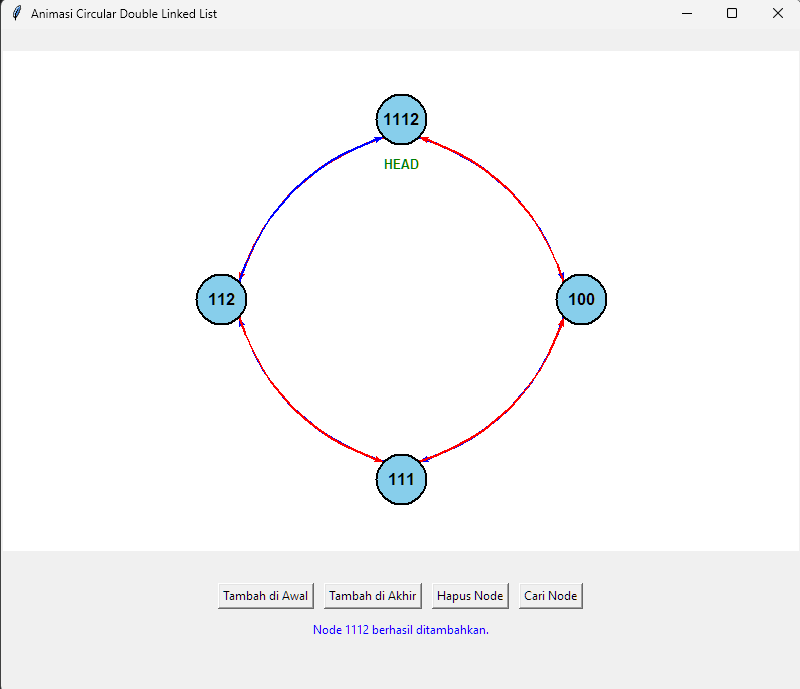 Animasi Circular Double Linked List
1112
HEAD
112
100
111
Tambah di Awal
Tambah di Akhir
Hapus Node
Cari Node
Node 1112 berhasil ditambahkan.